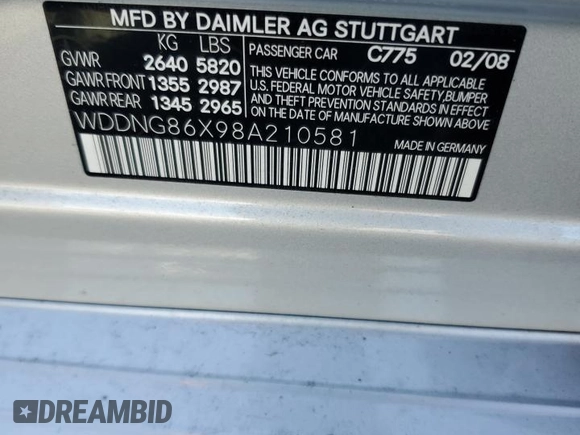 MFD BY DAIMLER AG STUTTGART
KG LBS PASSENGER CAR C775 02/08
GVWR 2640 5820 THIS VEHICLE CONFORMS TO ALL APPLICABLE
GAWR FRONT 1355 2987 U.S. FEDERAL MOTOR VEHICLE SAFETY, BUMPER
GAWR REAR 1345 2965 AND THEFT PREVENTION STANDARDS IN EFFECT
ON THE DATE OF MANUFACTURE SHOWN ABOVE
WDDNG86X98A210581
MADE IN GERMANY
DREAMBID